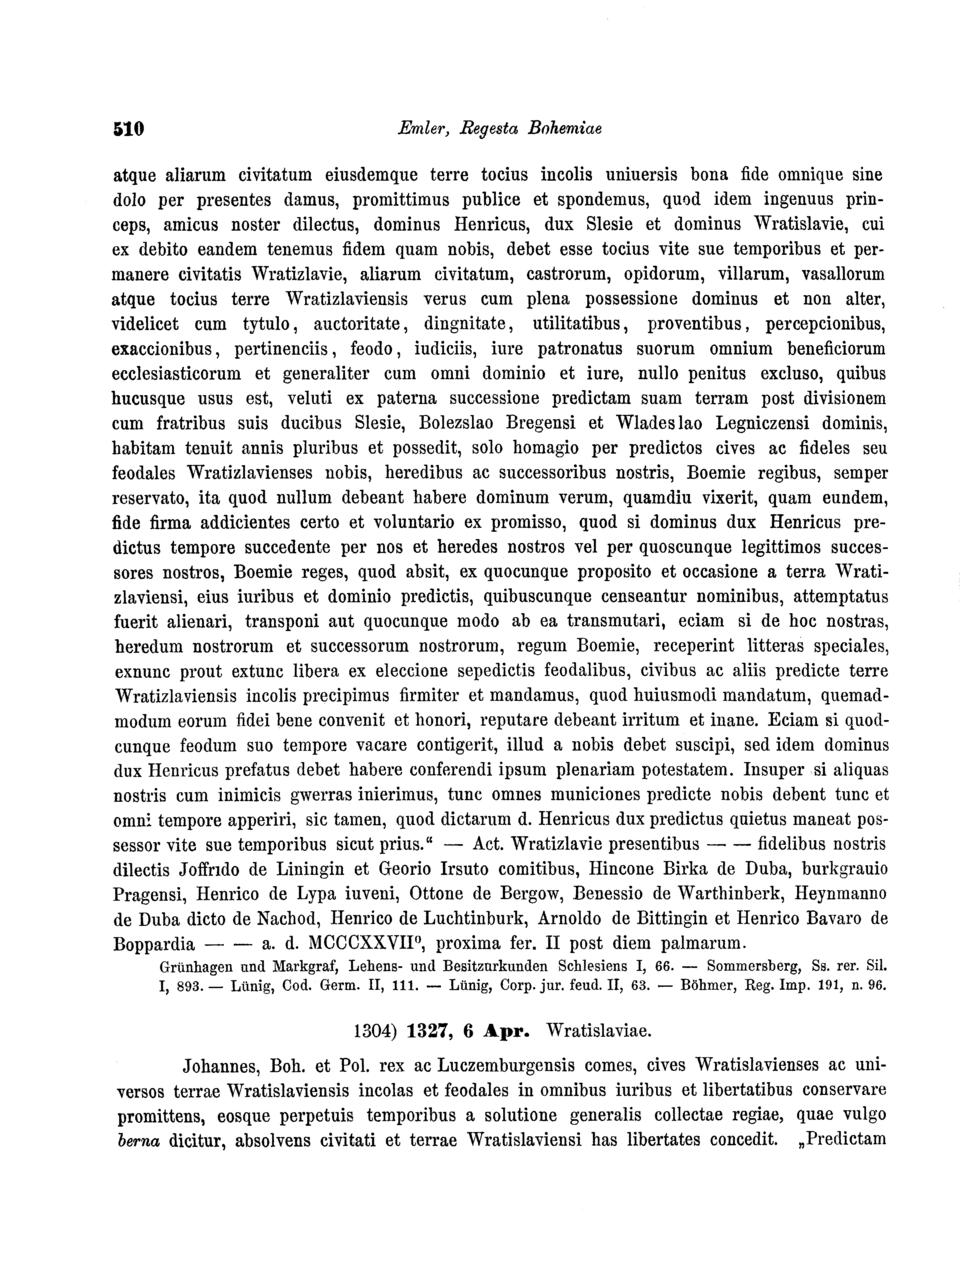 510 Emler, Regesta Bohemiae
atque aliarum civitatum eiusdemque terre tocius incolis uniuersis bona fide omnique sine
dolo per presentes damus, promittimus publice et spondemus, quod idem ingenuus prin-
ceps, amicus noster dilectus, dominus Henricus, dux Slesie et dominus Wratislavie, cui
ex debito eandem tenemus fidem quam nobis, debet esse tocius vite sue temporibus et per-
manere civitatis Wratizlavie, aliarum civitatum, castrorum, opidorum, villarum, vasallorum
atque tocius terre Wratizlaviensis verus cum plena possessione dominus et non alter,
videlicet cum tytulo, auctoritate, dingnitate, utilitatibus, proventibus, percepcionibus,
exaccionibus, pertinenciis, feodo, iudiciis, iure patronatus suorum omnium beneficiorum
ecclesiasticorum et generaliter cum omni dominio et iure, nullo penitus excluso, quibus
hucusque usus est, veluti ex paterna successione predictam suam terram post divisionem
cum fratribus suis ducibus Slesie, Bolezslao Bregensi et Wladeslao Legniczensi dominis,
habitam tenuit annis pluribus et possedit, solo homagio per predictos cives ac fideles seu
feodales Wratizlavienses nobis, heredibus ac successoribus nostris, Boemie regibus, semper
reservato, ita quod nullum debeant habere dominum verum, quamdiu vixerit, quam eundem,
fide firma addicientes certo et voluntario ex promisso, quod si dominus dux Henricus pre-
dictus tempore succedente per nos et heredes nostros vel per quoscunque legittimos succes-
sores nostros, Boemie reges, quod absit, ex quocunque proposito et occasione a terra Wrati-
zlaviensi, eius iuribus et dominio predictis, quibuscunque censeantur nominibus, attemptatus
fuerit alienari, transponi aut quocunque modo ab ea transmutari, eciam si de hoc nostras,
heredum nostrorum et successorum nostrorum, regum Boemie, receperint litteras speciales,
exnunc prout extunc libera ex eleccione sepedictis feodalibus, civibus ac aliis predicte terre
Wratizlaviensis incolis precipimus firmiter et mandamus, quod huiusmodi mandatum, quemad-
modum eorum fidei bene convenit et honori, reputare debeant irritum et inane. Eciam si quod-
cunque feodum suo tempore vacare contigerit, illud a nobis debet suscipi, sed idem dominus
dux Henricus prefatus debet habere conferendi ipsum plenariam potestatem. Insuper si aliquas
nostris cum inimicis gwerras inierimus, tunc omnes municiones predicte nobis debent tunc et
omni tempore apperiri, sic tamen, quod dictarum d. Henricus dux predictus quietus maneat pos-
sessor vite sue temporibus sicut prius.“ — Act. Wratizlavie presentibus — — fidelibus nostris
dilectis Joffrido de Liningin et Georio Irsuto comitibus, Hincone Birka de Duba, burkgrauio
Pragensi, Henrico de Lypa iuveni, Ottone de Bergow, Benessio de Warthinberk, Heynmanno
de Duba dicto de Nachod, Henrico de Luchtinburk, Arnoldo de Bittingin et Henrico Bavaro de
Boppardia — — a. d. MCCCXXVII⁰, proxima fer. II post diem palmarum.
Grünhagen und Markgraf, Lehens- und Besitzurkunden Schlesiens I, 66. — Sommersberg, Ss. rer. Sil.
I, 893. — Lünig, Cod. Germ. II, 111. — Lünig, Corp. jur. feud. II, 63. — Böhmer, Reg. Imp. 191, n. 96.
1304) 1327, 6 Apr. Wratislaviae.
Johannes, Boh. et Pol. rex ac Luczemburgensis comes, cives Wratislavienses ac uni-
versos terrae Wratislaviensis incolas et feodales in omnibus iuribus et libertatibus conservare
promittens, eosque perpetuis temporibus a solutione generalis collectae regiae, quae vulgo
berna dicitur, absolvens civitati et terrae Wratislaviensi has libertates concedit. „Predictam